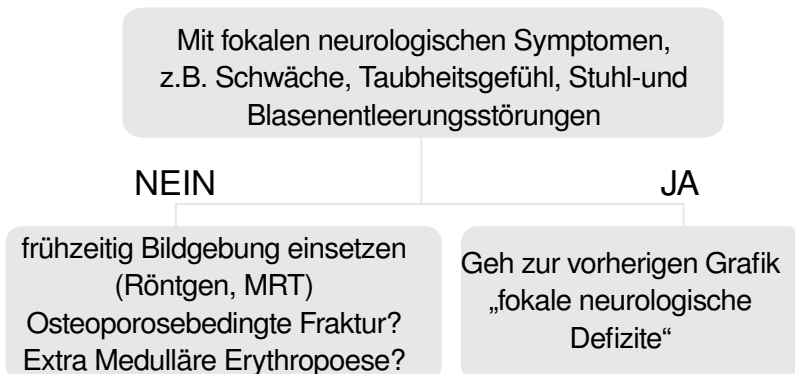 Mit fokalen neurologischen Symptomen,
z.B. Schwäche, Taubheitsgefühl, Stuhl-und
Blasenentleerungsstörungen
NEIN
JA
frühzeitig Bildgebung einsetzen
(Röntgen, MRT)
Osteoporosebedingte Fraktur?
Extra Medulläre Erythropoese?
Geh zur vorherigen Grafik
„fokale neurologische
Defizite“